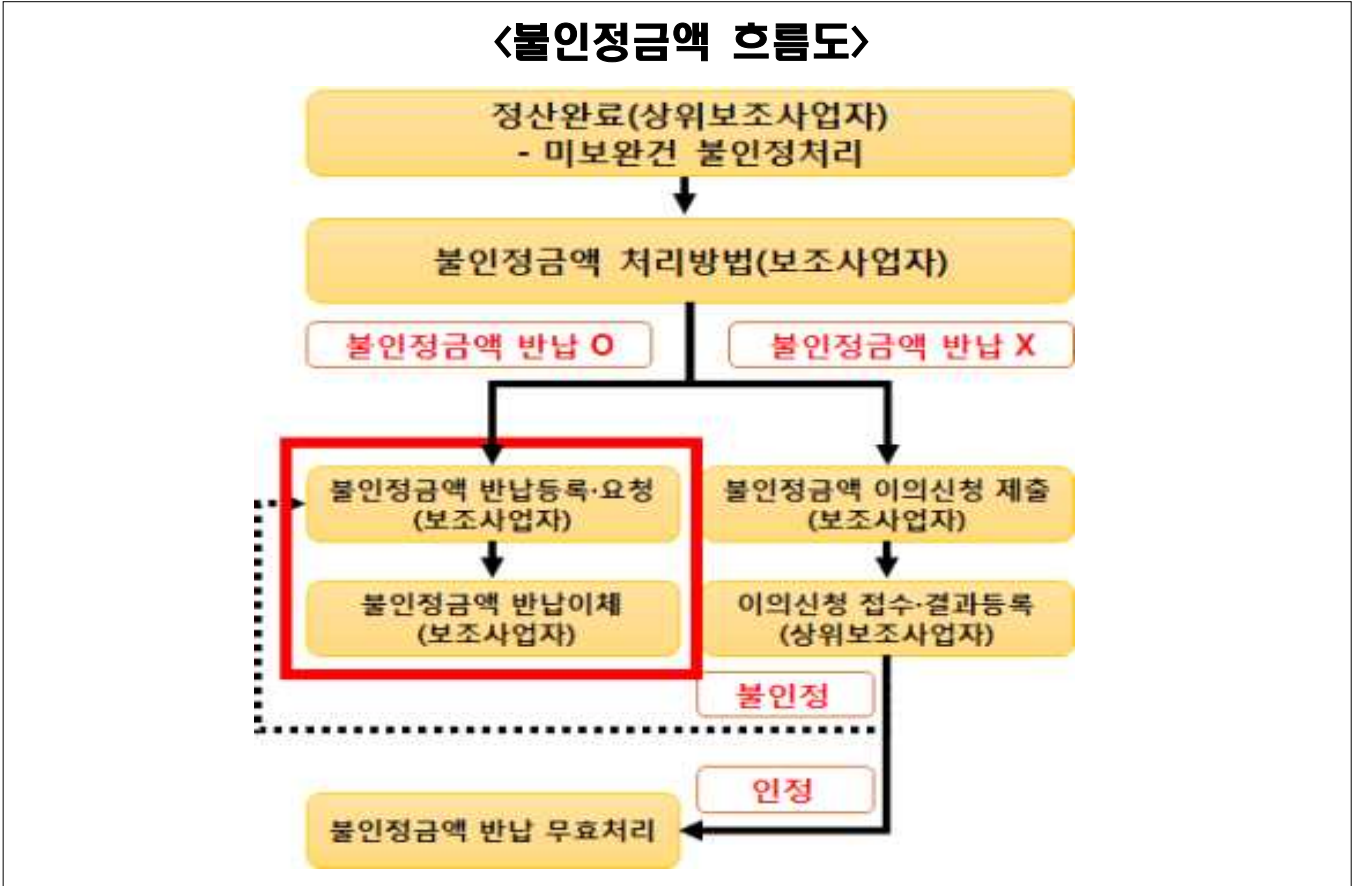 <불인정금액 흐름도>
정산완료(상위보조사업자)
- 미보완건 불인정처리
불인정금액 처리방법(보조사업자)
불인정금액 반납 O
불인정금액 반납 X
불인정금액 반납등록·요청
(보조사업자)
불인정금액 이의신청 제출
(보조사업자)
불인정금액 반납이체
(보조사업자)
이의신청 접수·결과등록
(상위보조사업자)
불인정
인정
불인정금액 반납 무효처리